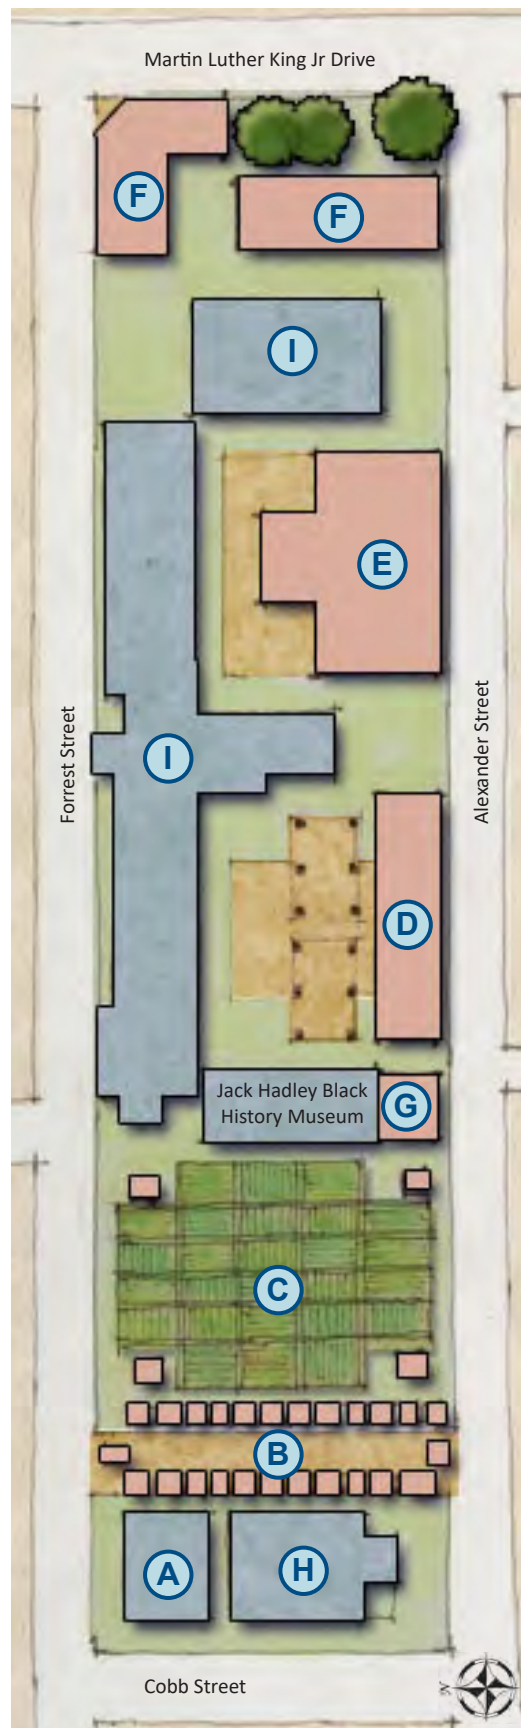 Martin Luther King Jr Drive
F
F
I
E
Forrest Street
I
Alexander Street
D
Jack Hadley Black
History Museum
G
C
B
A
H
Cobb Street
N